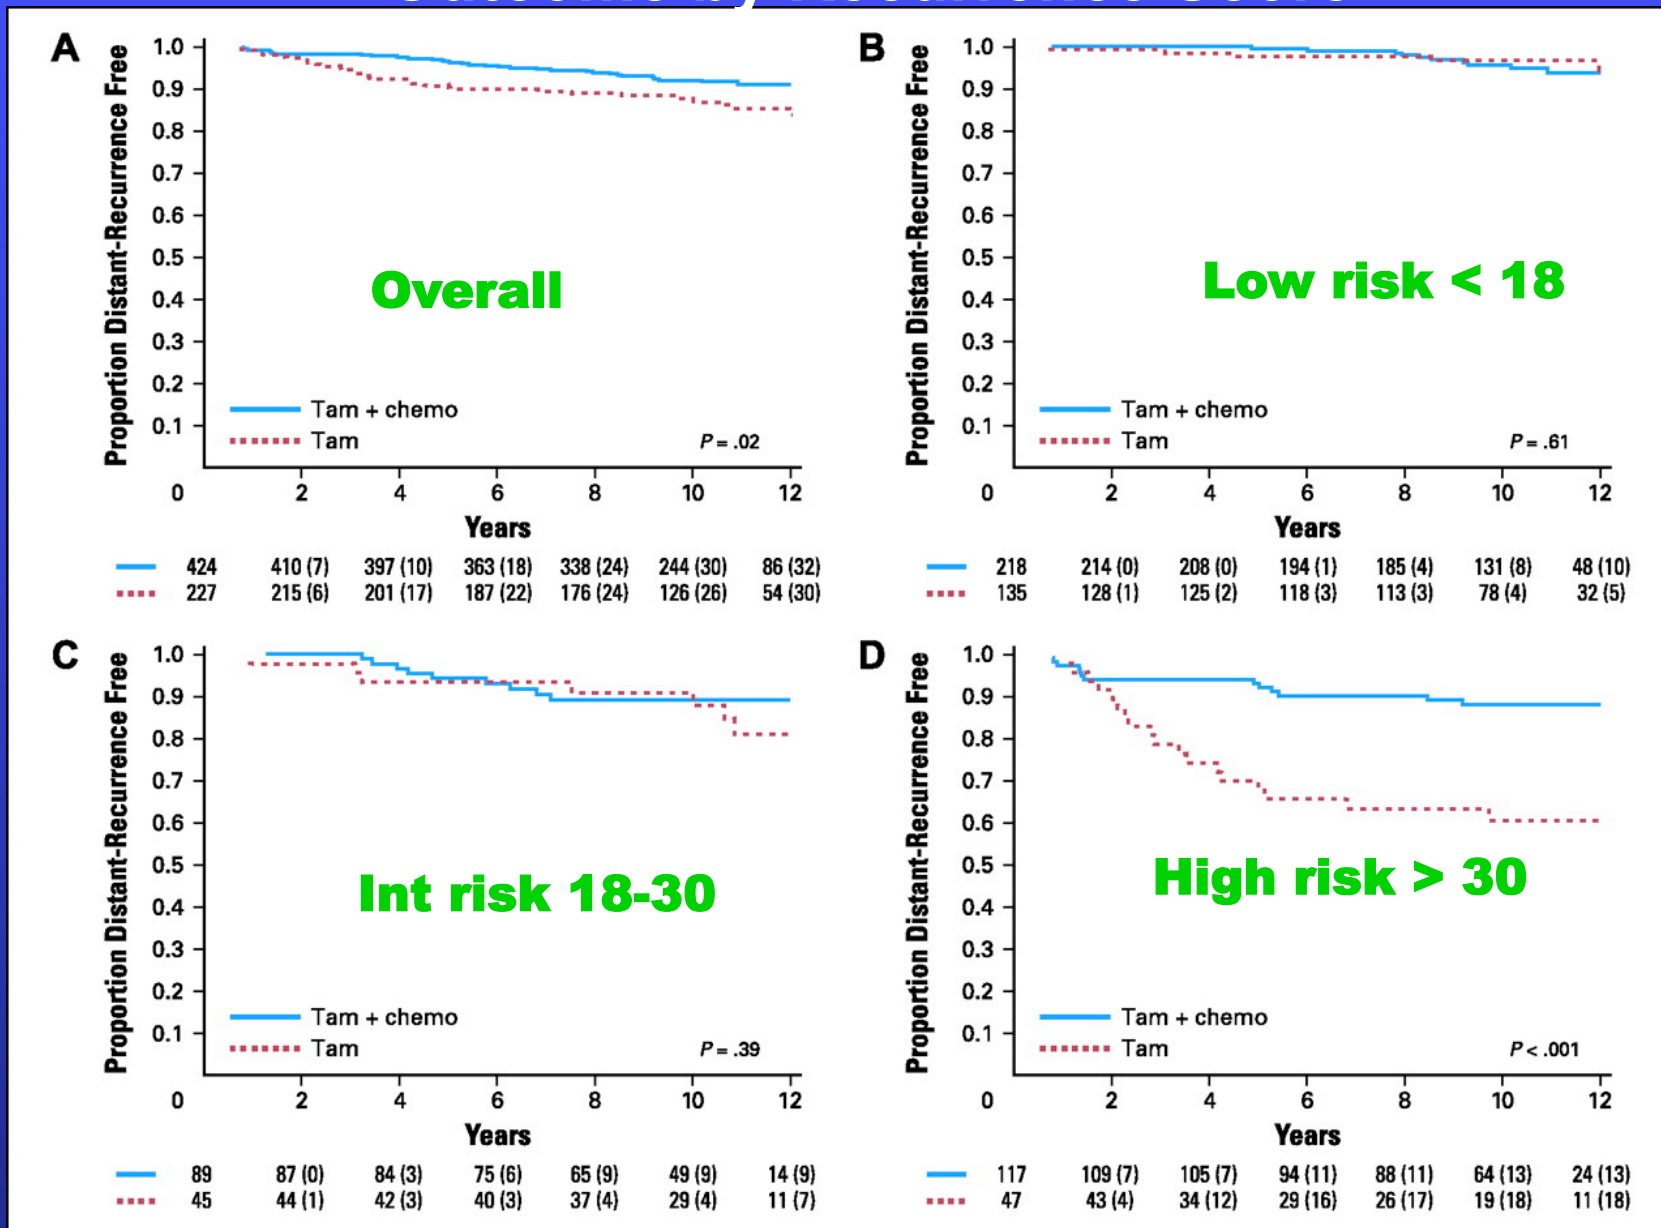 A
Proportion Distant-Recurrence Free
1.0
0.9
0.8
0.7
0.6
0.5
0.4
0.3
0.2
0.1
Overall
Tam + chemo
Tam
P = .02
0 2 4 6 8 10 12
Years
424 410 (7) 397 (10) 363 (18) 338 (24) 244 (30) 86 (32)
227 215 (6) 201 (17) 187 (22) 176 (24) 126 (26) 54 (30)
B
Proportion Distant-Recurrence Free
1.0
0.9
0.8
0.7
0.6
0.5
0.4
0.3
0.2
0.1
Low risk < 18
Tam + chemo
Tam
P = .61
0 2 4 6 8 10 12
Years
218 214 (0) 208 (0) 194 (1) 185 (4) 131 (8) 48 (10)
135 128 (1) 125 (2) 118 (3) 113 (3) 78 (4) 32 (5)
C
Proportion Distant-Recurrence Free
1.0
0.9
0.8
0.7
0.6
0.5
0.4
0.3
0.2
0.1
Int risk 18-30
Tam + chemo
Tam
P = .39
0 2 4 6 8 10 12
Years
89 87 (0) 84 (3) 75 (6) 65 (9) 49 (9) 14 (9)
45 44 (1) 42 (3) 40 (3) 37 (4) 29 (4) 11 (7)
D
Proportion Distant-Recurrence Free
1.0
0.9
0.8
0.7
0.6
0.5
0.4
0.3
0.2
0.1
High risk > 30
Tam + chemo
Tam
P < .001
0 2 4 6 8 10 12
Years
117 109 (7) 105 (7) 94 (11) 88 (11) 64 (13) 24 (13)
47 43 (4) 34 (12) 29 (16) 26 (17) 19 (18) 11 (18)